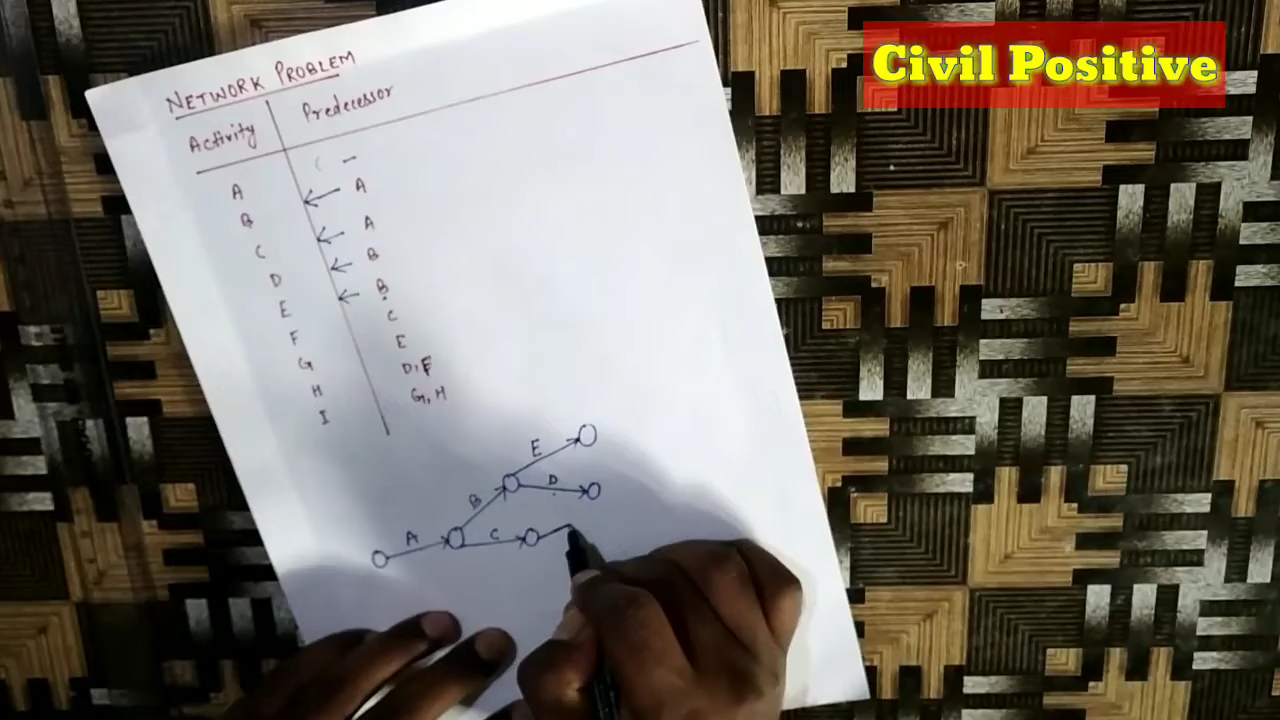 Civil Positive
NETWORK PROBLEM
Activity Predecessor
A -
B A
C A
D B
E B
F C
G E
H D, F
I G, H
E
B D
A C